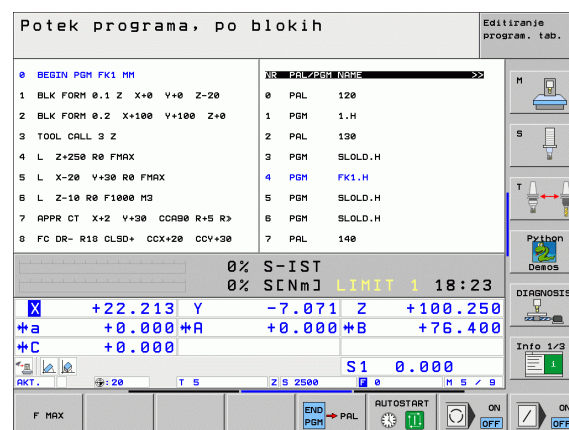 Potek programa, po blokih
Editiranje
program. tab.
0 BEGIN PGM FK1 MM
1 BLK FORM 0.1 Z X+0 Y+0 Z-20
2 BLK FORM 0.2 X+100 Y+100 Z+0
3 TOOL CALL 3 Z
4 L Z+250 R0 FMAX
5 L X-20 Y+30 R0 FMAX
6 L Z-10 R0 F1000 M3
7 APPR CT X+2 Y+30 CCA90 R+5 R»
8 FC DR- R18 CLSD+ CCX+20 CCY+30
NR PAL/PGM NAME >>
0 PAL 120
1 PGM 1.H
2 PAL 130
3 PGM SLOLD.H
4 PGM FK1.H
5 PGM SLOLD.H
6 PGM SLOLD.H
7 PAL 140
0% S-IST
0% S[Nm] LIMIT 1 18:23
X +22.213 Y -7.071 Z +100.250
a +0.000 A +0.000 B +76.400
C +0.000
S1 0.000
AKT. : 20 T 5 Z S 2500 F 0 M 5 / 9
M
S
T
Python
Demos
DIAGNOSIS
Info 1/3
1
F MAX
END
PGM
PAL
AUTOSTART
ON
OFF
ON
OFF